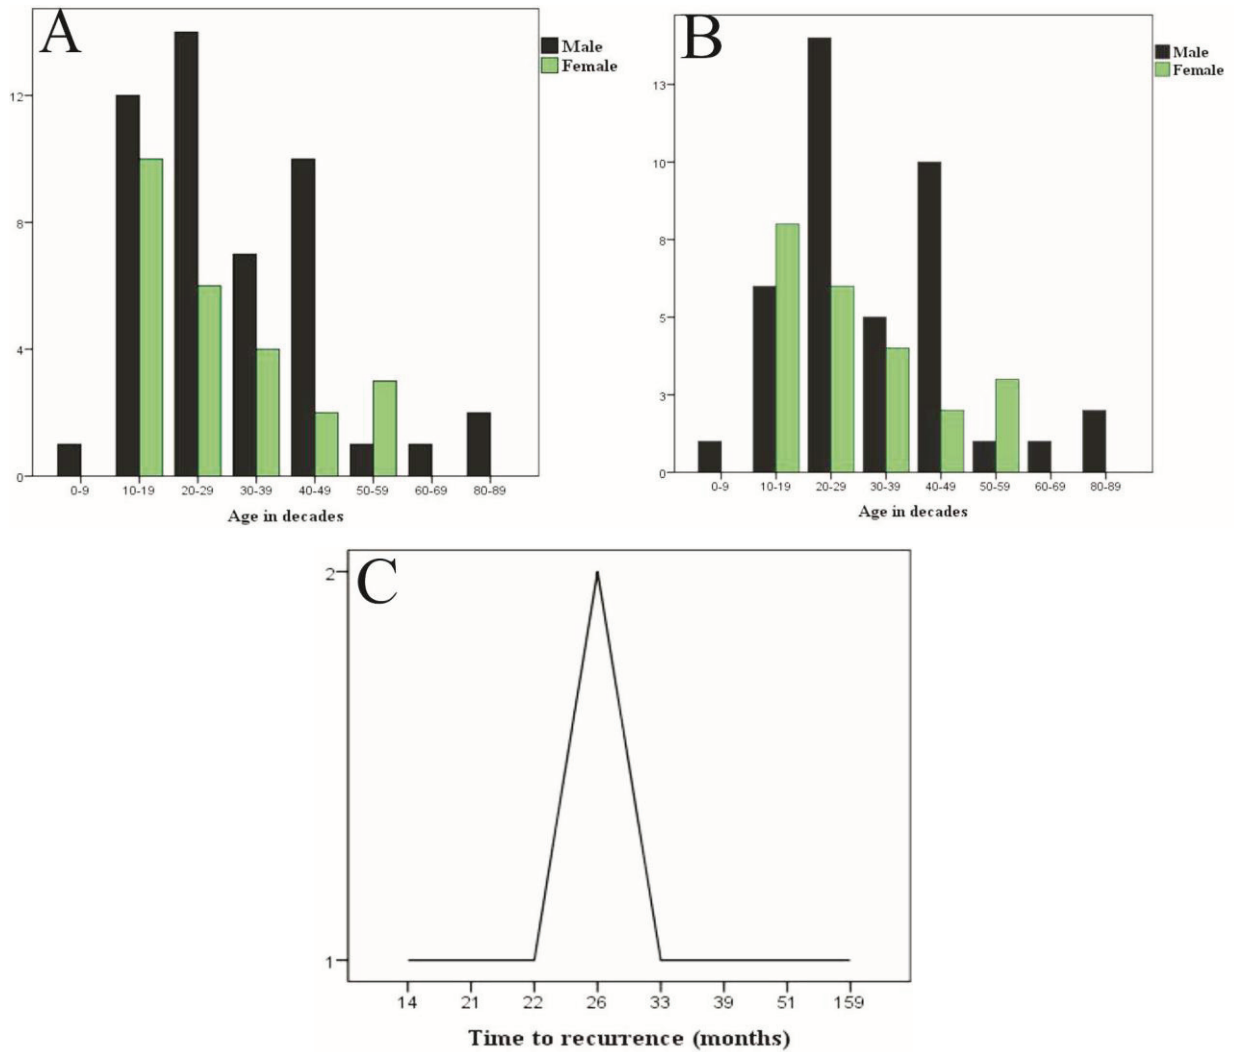 A
Male
Female
12
8
4
0
0-9 10-19 20-29 30-39 40-49 50-59 60-69 80-89
Age in decades
B
Male
Female
13
10
8
5
3
0
0-9 10-19 20-29 30-39 40-49 50-59 60-69 80-89
Age in decades
C
2
1
14 21 22 26 33 39 51 159
Time to recurrence (months)